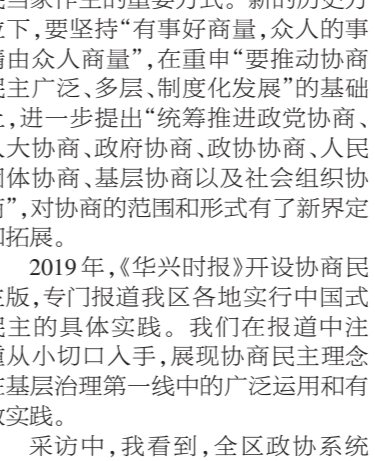 民当家作主的重要方式。新的历史方
位下,要坚持“有事好商量,众人的事
情由众人商量”,在重申“要推动协商
民主广泛、多层、制度化发展”的基础
上,进一步提出“统筹推进政党协商、
人大协商、政府协商、政协协商、人民
团体协商、基层协商以及社会组织协
商”,对协商的范围和形式有了新界定
和拓展。
2019年,《华兴时报》开设协商民
主版,专门报道我区各地实行中国式
民主的具体实践。我们在报道中注
重从小切口入手,展现协商民主理念
在基层治理第一线中的广泛运用和有
效实践。
采访中,我看到,全区政协系统